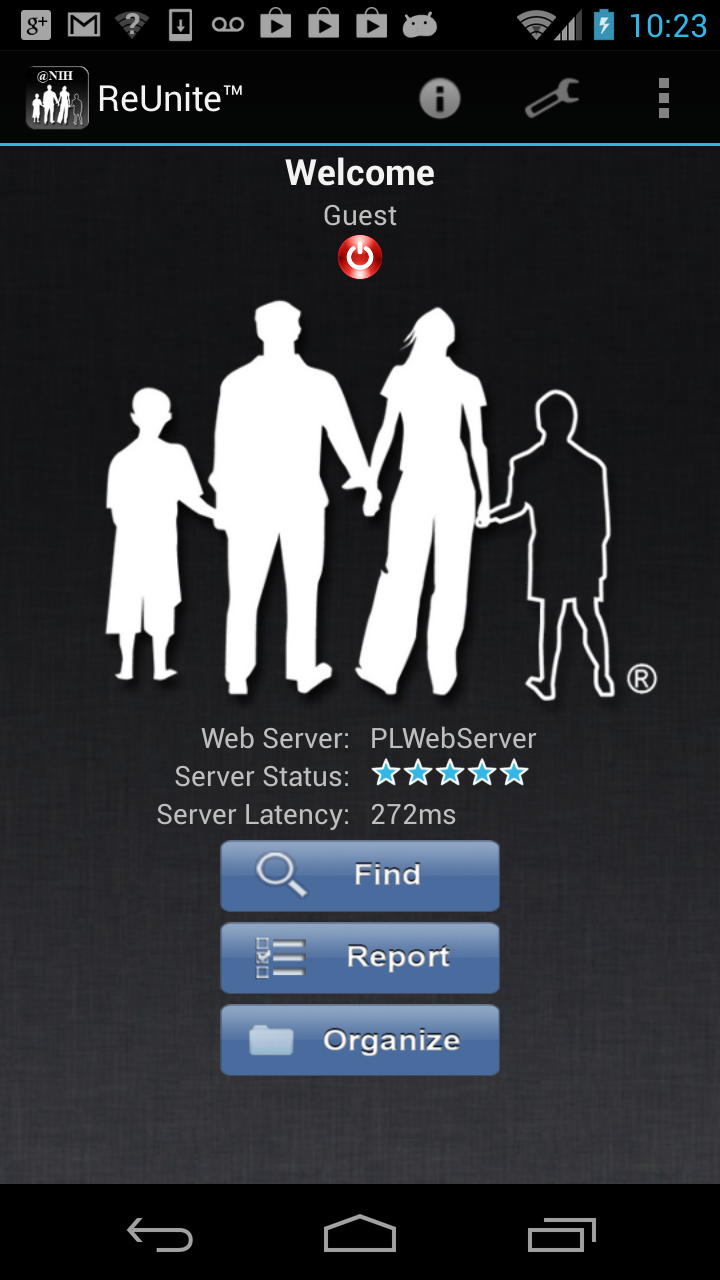 g+
10:23
@NIH
ReUnite™
Welcome
Guest
®
Web Server: PLWebServer
Server Status:
Server Latency: 272ms
Find
Report
Organize